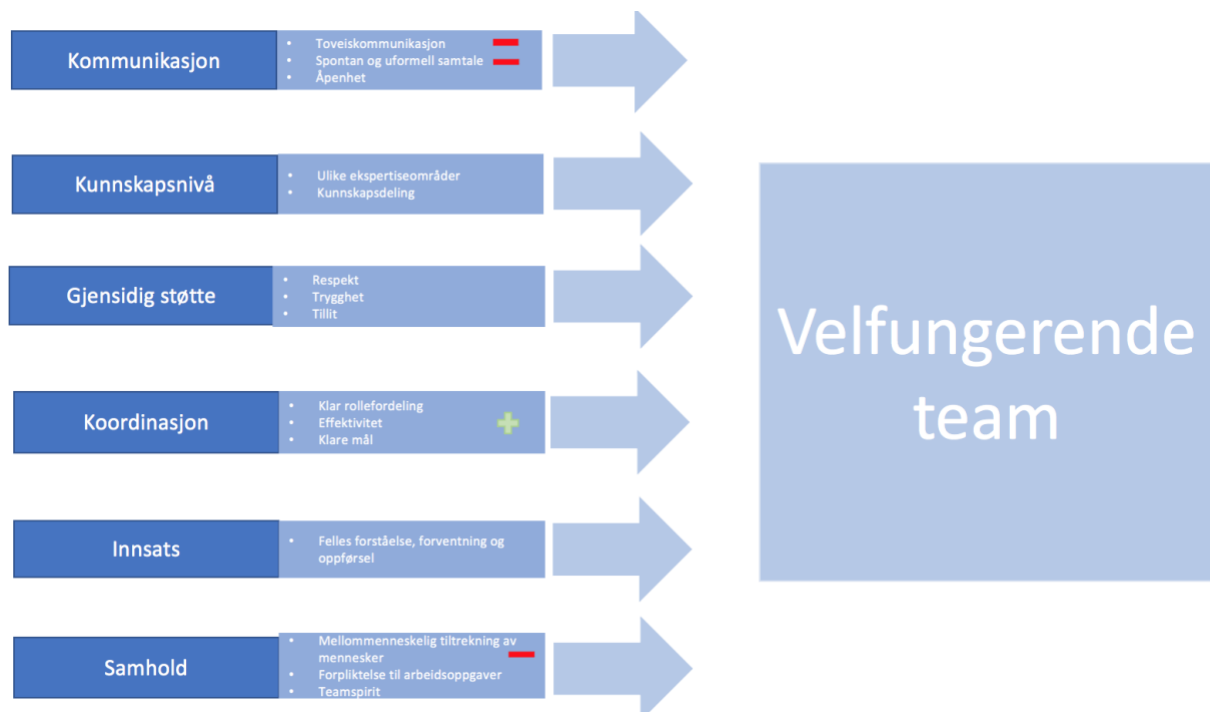 Kommunikasjon
• Toveiskommunikasjon
• Spontan og uformell samtale
• Åpenhet
Kunnskapsnivå
• Ulike ekspertiseområder
• Kunnskapsdeling
Gjensidig støtte
• Respekt
• Trygghet
• Tillit
Koordinasjon
• Klar rollefordeling
• Effektivitet
• Klare mål
Innsats
• Felles forståelse, forventning og
oppførsel
Samhold
• Mellommenneskelig tiltrekning av
mennesker
• Forpliktelse til arbeidsoppgaver
• Teamspirit
Velfungerende
team